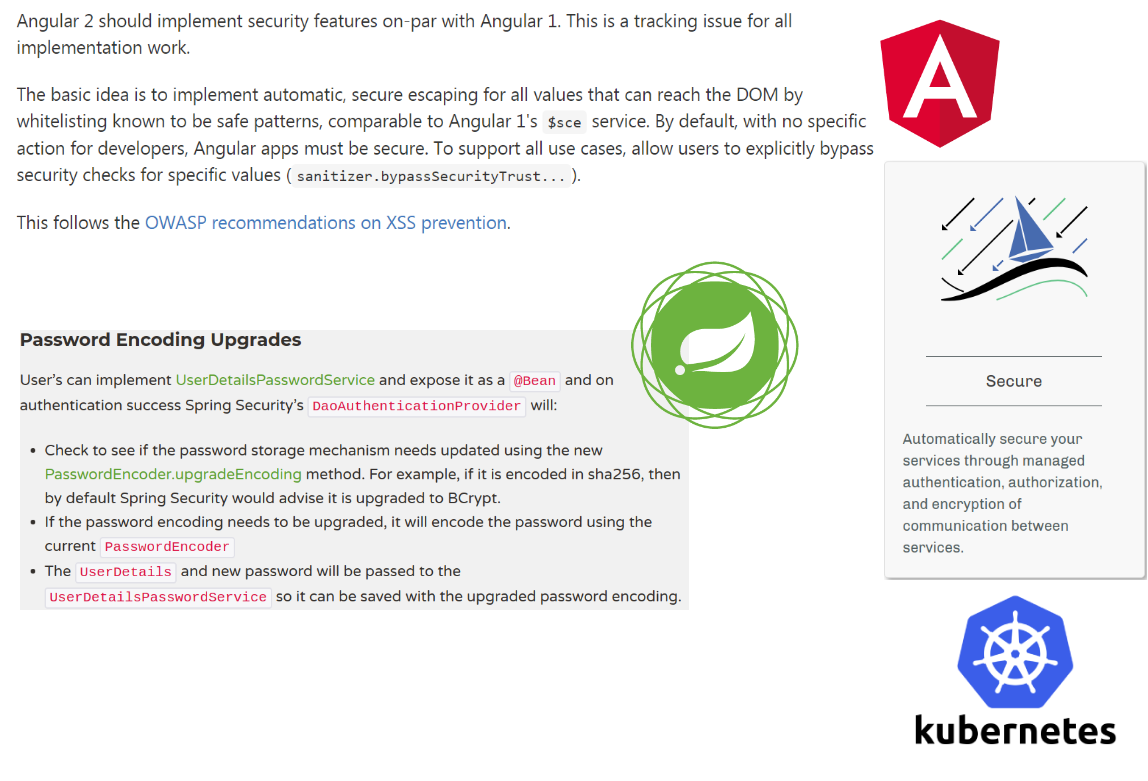 Angular 2 should implement security features on-par with Angular 1. This is a tracking issue for all
implementation work.
The basic idea is to implement automatic, secure escaping for all values that can reach the DOM by
whitelisting known to be safe patterns, comparable to Angular 1's $sce service. By default, with no specific
action for developers, Angular apps must be secure. To support all use cases, allow users to explicitly bypass
security checks for specific values ( sanitizer.bypassSecurityTrust... ).
This follows the OWASP recommendations on XSS prevention.
Password Encoding Upgrades
User's can implement UserDetailsPasswordService and expose it as a @Bean and on
authentication success Spring Security's DaoAuthenticationProvider will:
• Check to see if the password storage mechanism needs updated using the new
PasswordEncoder.upgradeEncoding method. For example, if it is encoded in sha256, then
by default Spring Security would advise it is upgraded to BCrypt.
• If the password encoding needs to be upgraded, it will encode the password using the
current PasswordEncoder
• The UserDetails and new password will be passed to the
UserDetailsPasswordService so it can be saved with the upgraded password encoding.
A
Secure
Automatically secure your
services through managed
authentication, authorization,
and encryption of
communication between
services.
kubernetes